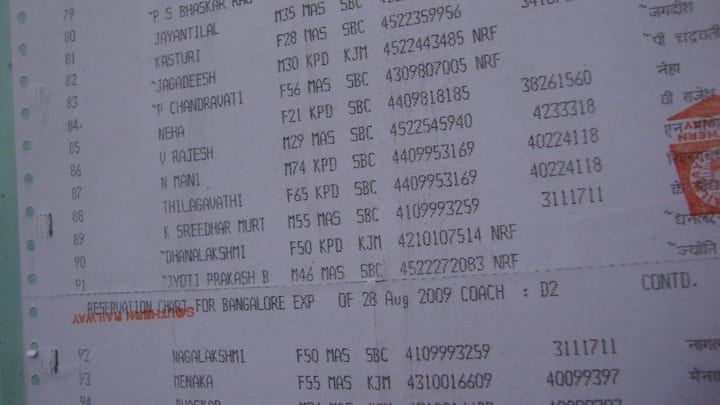 79
80 ~P S BHASKAR
81 JAYANTILAL M35 MAS SBC
82 KASTURI F28 MAS SBC 4522359956
83 ~JAGADEESH M30 KPD KJM 4522443485 NRF ~जगदीश
84 ~P CHANDRAVATI F56 MAS SBC 4309807005 NRF ~पी
85 NEHA F21 KPD SBC 4409818185 38261560 नेहा
86 V RAJESH M29 MAS SBC 4522545940 4233318 वी राजेश
87 N MANI M74 KPD SBC 4409953169 40224118
88 THILAGAVATHI F65 KPD SBC 4409953169 40224118
89 K SREEDHAR MURT M55 MAS SBC 4109993259 3111711 के
90 ~DHANALAKSHMI F50 KPD KJM 4210107514 NRF
91 ~JYOTI PRAKASH B M46 MAS SBC 4522272083 NRF ~ज्योति
RESERVATION CHART FOR BANGALORE EXP OF 28 Aug 2009 COACH : D2 CONTD.
SOUTHERN RAILWAY
92 NAGALAKSHMI F50 MAS SBC 4109993259 3111711
93 MENAKA F55 MAS KJM 4310016609 40099397
94